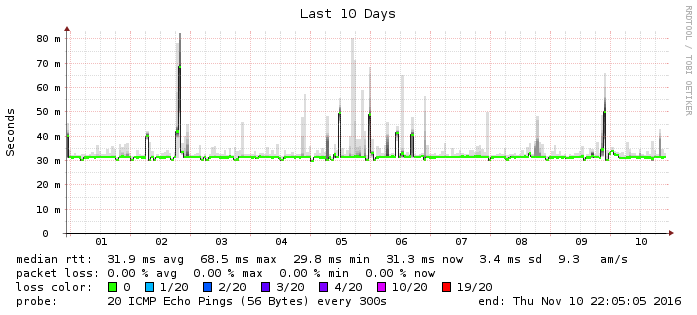 Last 10 Days
RRDTOOL / TOBI OETIKER
Seconds
80 m
70 m
60 m
50 m
40 m
30 m
20 m
10 m
0
01 02 03 04 05 06 07 08 09 10
median rtt: 31.9 ms avg 68.5 ms max 29.8 ms min 31.3 ms now 3.4 ms sd 9.3 am/s
packet loss: 0.00 % avg 0.00 % max 0.00 % min 0.00 % now
loss color: 0 1/20 2/20 3/20 4/20 10/20 19/20
probe: 20 ICMP Echo Pings (56 Bytes) every 300s end: Thu Nov 10 22:05:05 2016